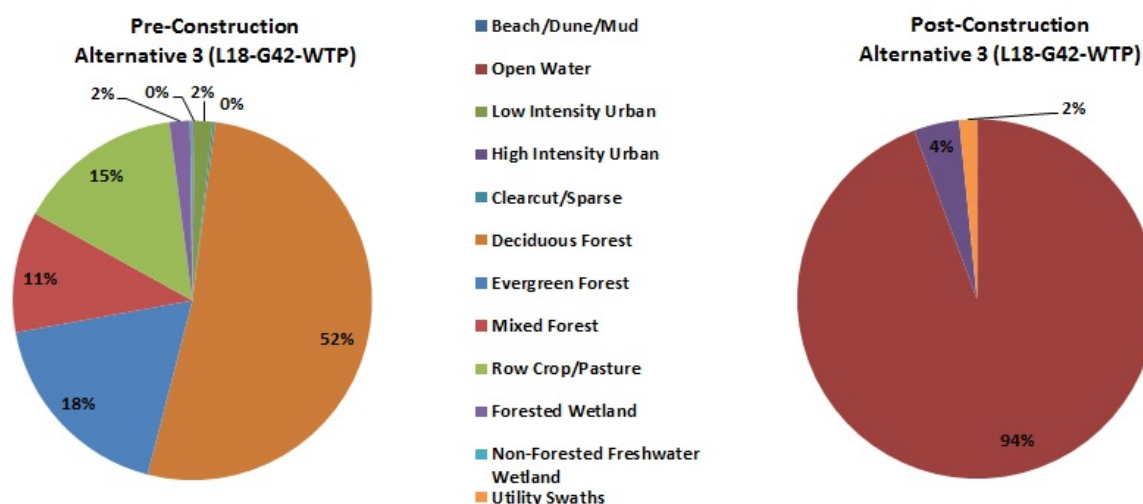 Pre-Construction
Alternative 3 (L18-G42-WTP)
2%
0%
2%
0%
15%
11%
18%
52%
Beach/Dune/Mud
Open Water
Low Intensity Urban
High Intensity Urban
Clearcut/Sparse
Deciduous Forest
Evergreen Forest
Mixed Forest
Row Crop/Pasture
Forested Wetland
Non-Forested Freshwater
Wetland
Utility Swaths
Post-Construction
Alternative 3 (L18-G42-WTP)
2%
4%
94%